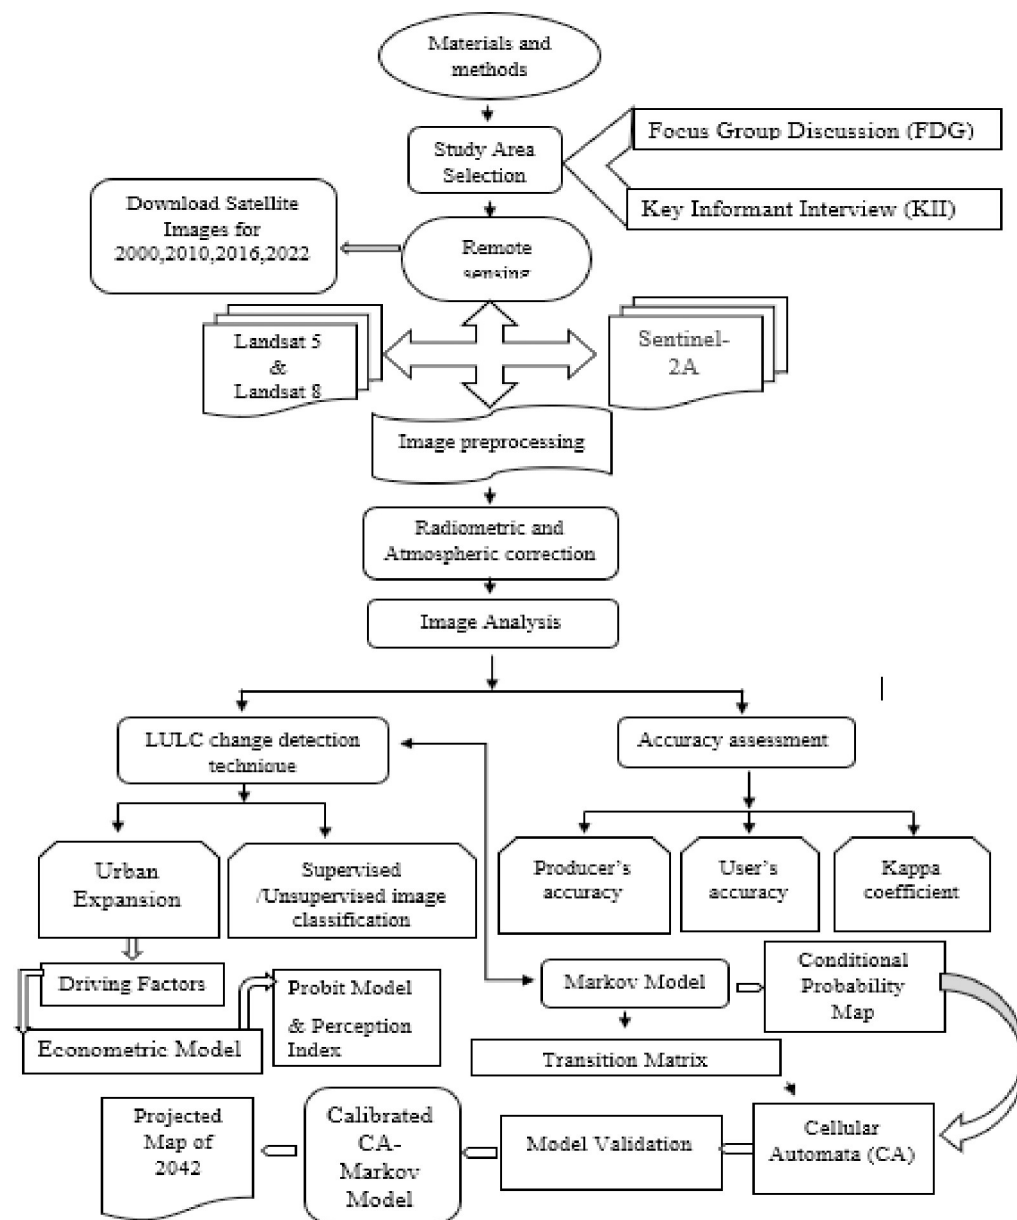 Materials and
methods
Study Area
Selection
Focus Group Discussion (FDG)
Key Informant Interview (KII)
Download Satellite
Images for
2000,2010,2016,2022
Remote
sensing
Landsat 5
&
Landsat 8
Sentinel-
2A
Image preprocessing
Radiometric and
Atmospheric correction
Image Analysis
LULC change detection
technique
Accuracy assessment
Urban
Expansion
Supervised
/Unsupervised image
classification
Producer's
accuracy
User's
accuracy
Kappa
coefficient
Driving Factors
Econometric Model
Probit Model
& Perception
Index
Markov Model
Conditional
Probability
Map
Transition Matrix
Projected
Map of
2042
Calibrated
CA-
Markov
Model
Model Validation
Cellular
Automata (CA)